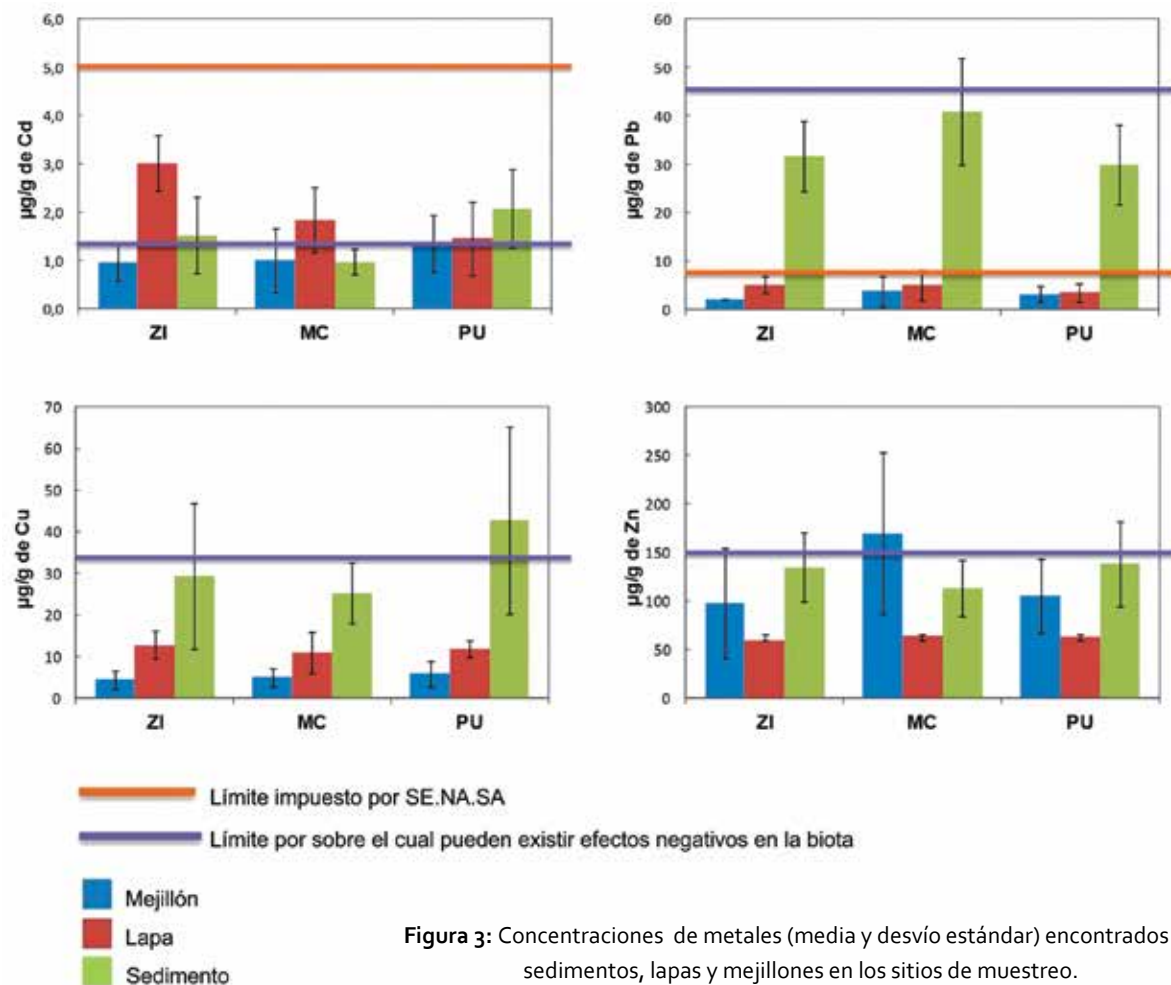 6,0
5,0
4,0
3,0
2,0
1,0
0,0
µg/g de Cd
ZI MC PU
60
50
40
30
20
10
0
µg/g de Pb
ZI MC PU
70
60
50
40
30
20
10
0
µg/g de Cu
ZI MC PU
300
250
200
150
100
50
0
µg/g de Zn
ZI MC PU
Límite impuesto por SE.NA.SA
Límite por sobre el cual pueden existir efectos negativos en la biota
Mejillón
Lapa
Sedimento
Figura 3: Concentraciones de metales (media y desvío estándar) encontrados
sedimentos, lapas y mejillones en los sitios de muestreo.